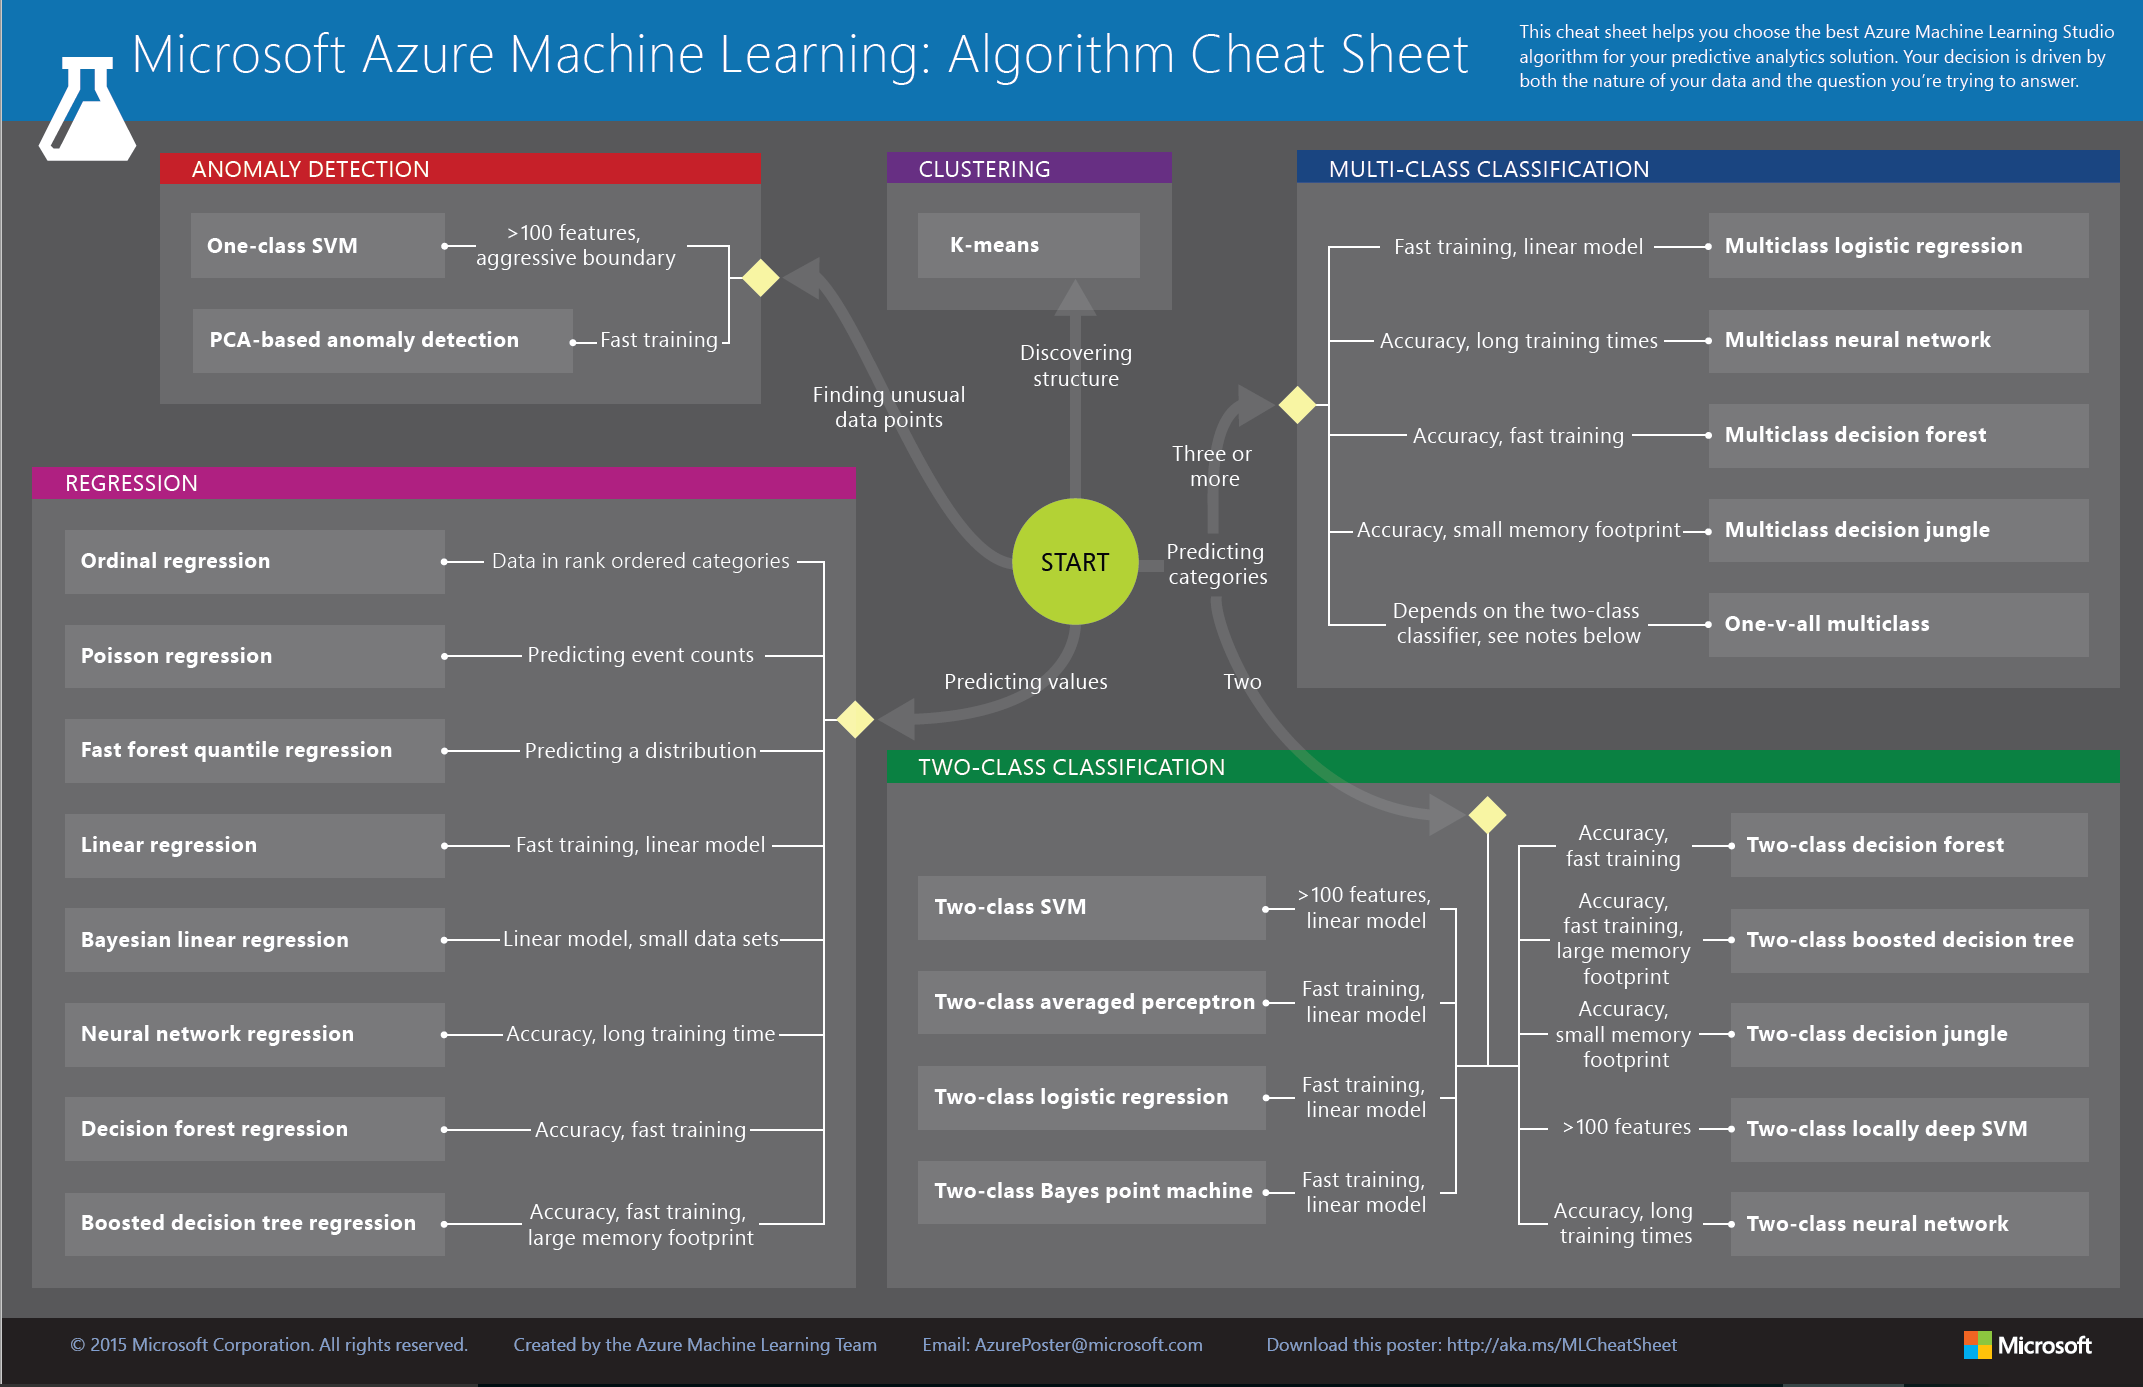 Microsoft Azure Machine Learning: Algorithm Cheat Sheet
This cheat sheet helps you choose the best Azure Machine Learning Studio
algorithm for your predictive analytics solution. Your decision is driven by
both the nature of your data and the question you're trying to answer.
ANOMALY DETECTION
One-class SVM
>100 features,
aggressive boundary
PCA-based anomaly detection
Fast training
CLUSTERING
K-means
MULTI-CLASS CLASSIFICATION
Fast training, linear model
Multiclass logistic regression
Accuracy, long training times
Multiclass neural network
Accuracy, fast training
Multiclass decision forest
Accuracy, small memory footprint
Multiclass decision jungle
Depends on the two-class
classifier, see notes below
One-v-all multiclass
Finding unusual
data points
Discovering
structure
Three or
more
START
Predicting
categories
Predicting values
Two
REGRESSION
Ordinal regression
Data in rank ordered categories
Poisson regression
Predicting event counts
Fast forest quantile regression
Predicting a distribution
Linear regression
Fast training, linear model
Bayesian linear regression
Linear model, small data sets
Neural network regression
Accuracy, long training time
Decision forest regression
Accuracy, fast training
Boosted decision tree regression
Accuracy, fast training,
large memory footprint
TWO-CLASS CLASSIFICATION
Two-class SVM
>100 features,
linear model
Two-class averaged perceptron
Fast training,
linear model
Two-class logistic regression
Fast training,
linear model
Two-class Bayes point machine
Fast training,
linear model
Accuracy,
fast training
Two-class decision forest
Accuracy,
fast training,
large memory
footprint
Two-class boosted decision tree
Accuracy,
small memory
footprint
Two-class decision jungle
>100 features
Two-class locally deep SVM
Accuracy, long
training times
Two-class neural network
© 2015 Microsoft Corporation. All rights reserved.
Created by the Azure Machine Learning Team
Email: AzurePoster@microsoft.com
Download this poster: http://aka.ms/MLCheatSheet
Microsoft